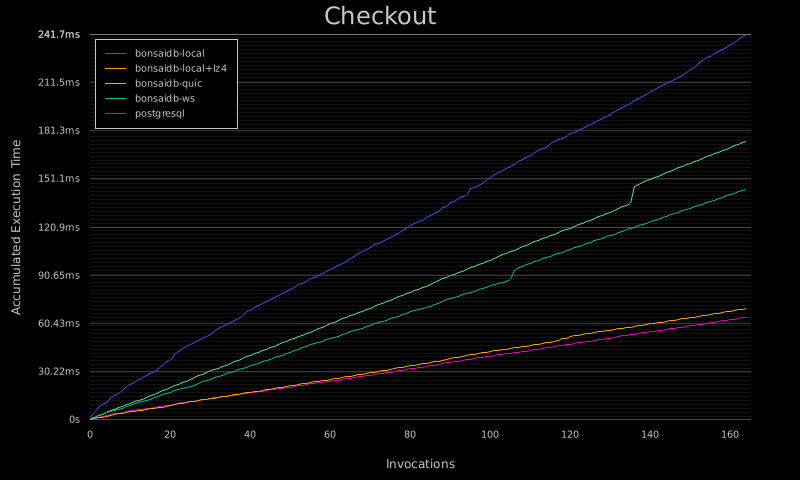 Checkout
241.7ms
211.5ms
181.3ms
151.1ms
120.9ms
90.65ms
60.43ms
30.22ms
0s
Accumulated Execution Time
bonsaidb-local
bonsaidb-local+lz4
bonsaidb-quic
bonsaidb-ws
postgresql
0 20 40 60 80 100 120 140 160
Invocations